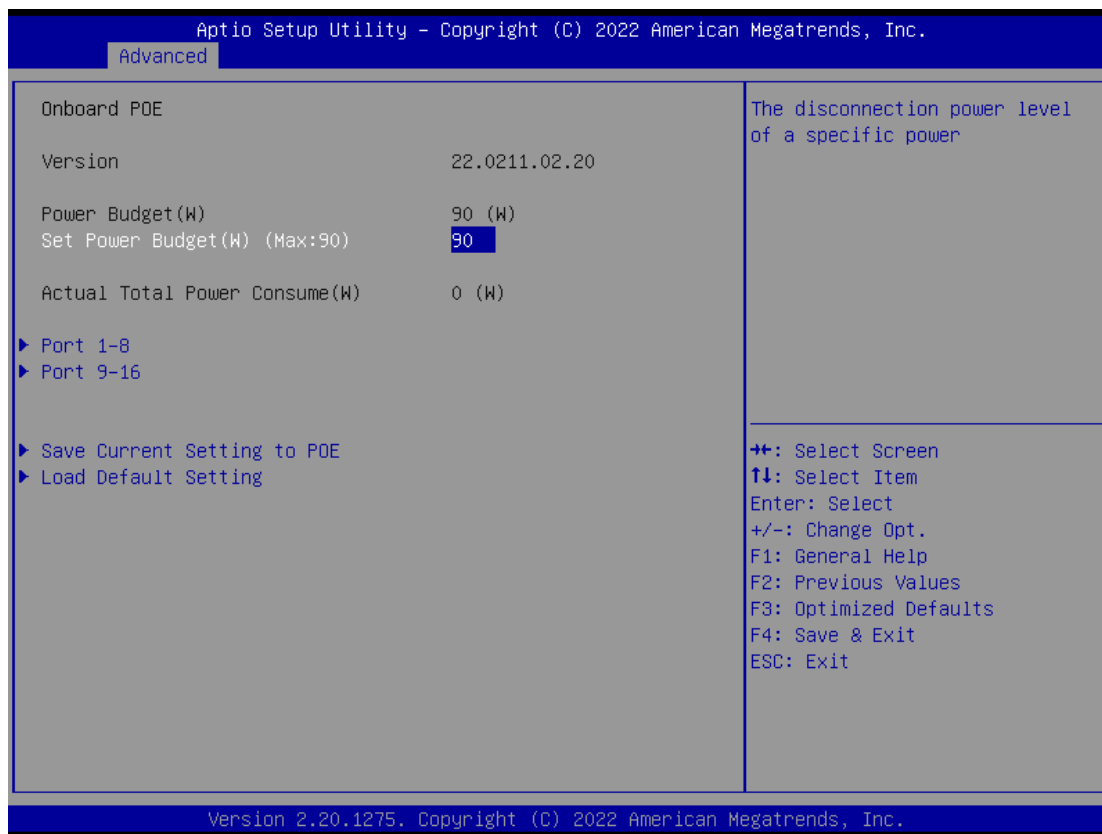 Aptio Setup Utility – Copyright (C) 2022 American Megatrends, Inc.
Advanced
Onboard POE
Version 22.0211.02.20
Power Budget(W) 90 (W)
Set Power Budget(W) (Max:90) 90
Actual Total Power Consume(W) 0 (W)
▶ Port 1–8
▶ Port 9–16
▶ Save Current Setting to POE
▶ Load Default Setting
The disconnection power level
of a specific power
→←: Select Screen
↑↓: Select Item
Enter: Select
+/–: Change Opt.
F1: General Help
F2: Previous Values
F3: Optimized Defaults
F4: Save & Exit
ESC: Exit
Version 2.20.1275. Copyright (C) 2022 American Megatrends, Inc.